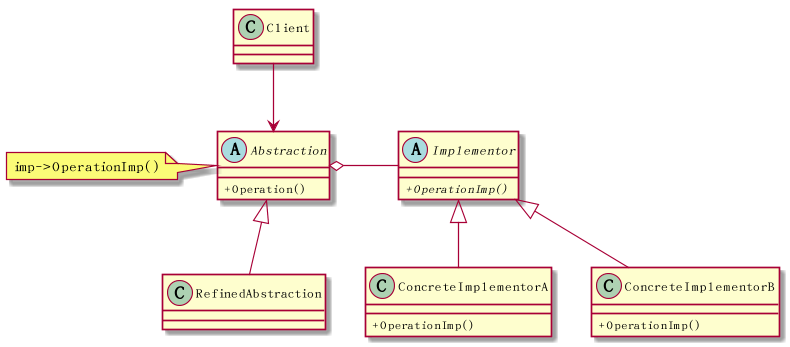 C Client
imp->OperationImp()
A Abstraction
+Operation()
A Implementor
+OperationImp()
C RefinedAbstraction
C ConcreteImplementorA
+OperationImp()
C ConcreteImplementorB
+OperationImp()